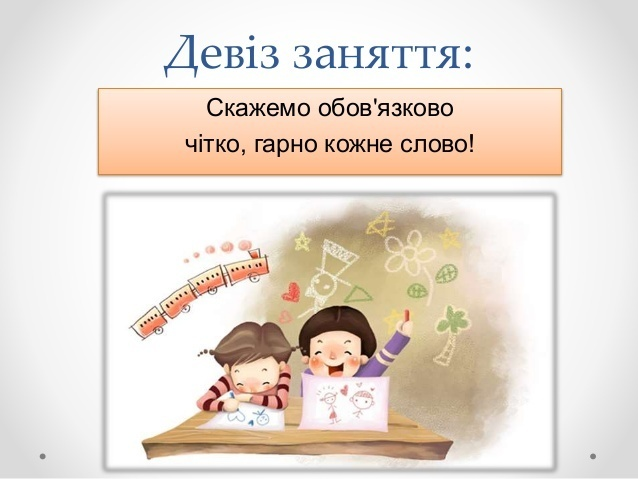 Девіз заняття:
Скажемо обов'язково
чітко, гарно кожне слово!